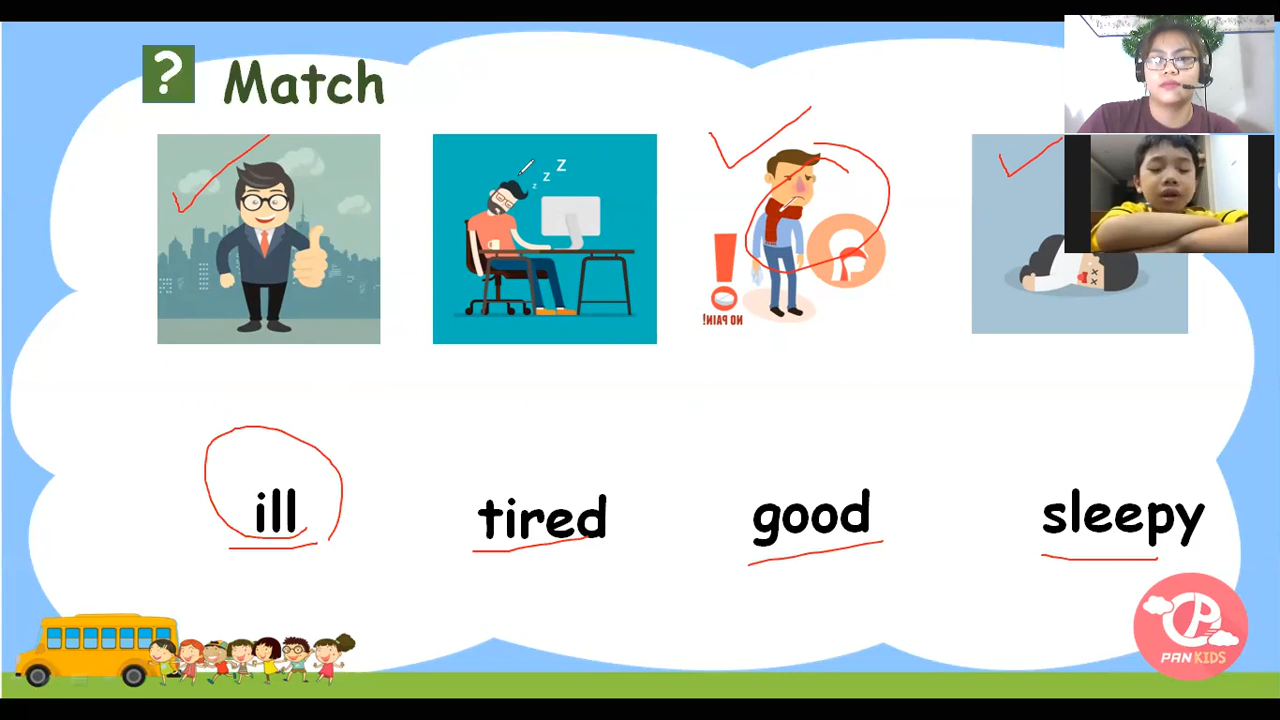 ? Match
z z z
NO PAIN!
ill tired good sleepy
PAN KIDS